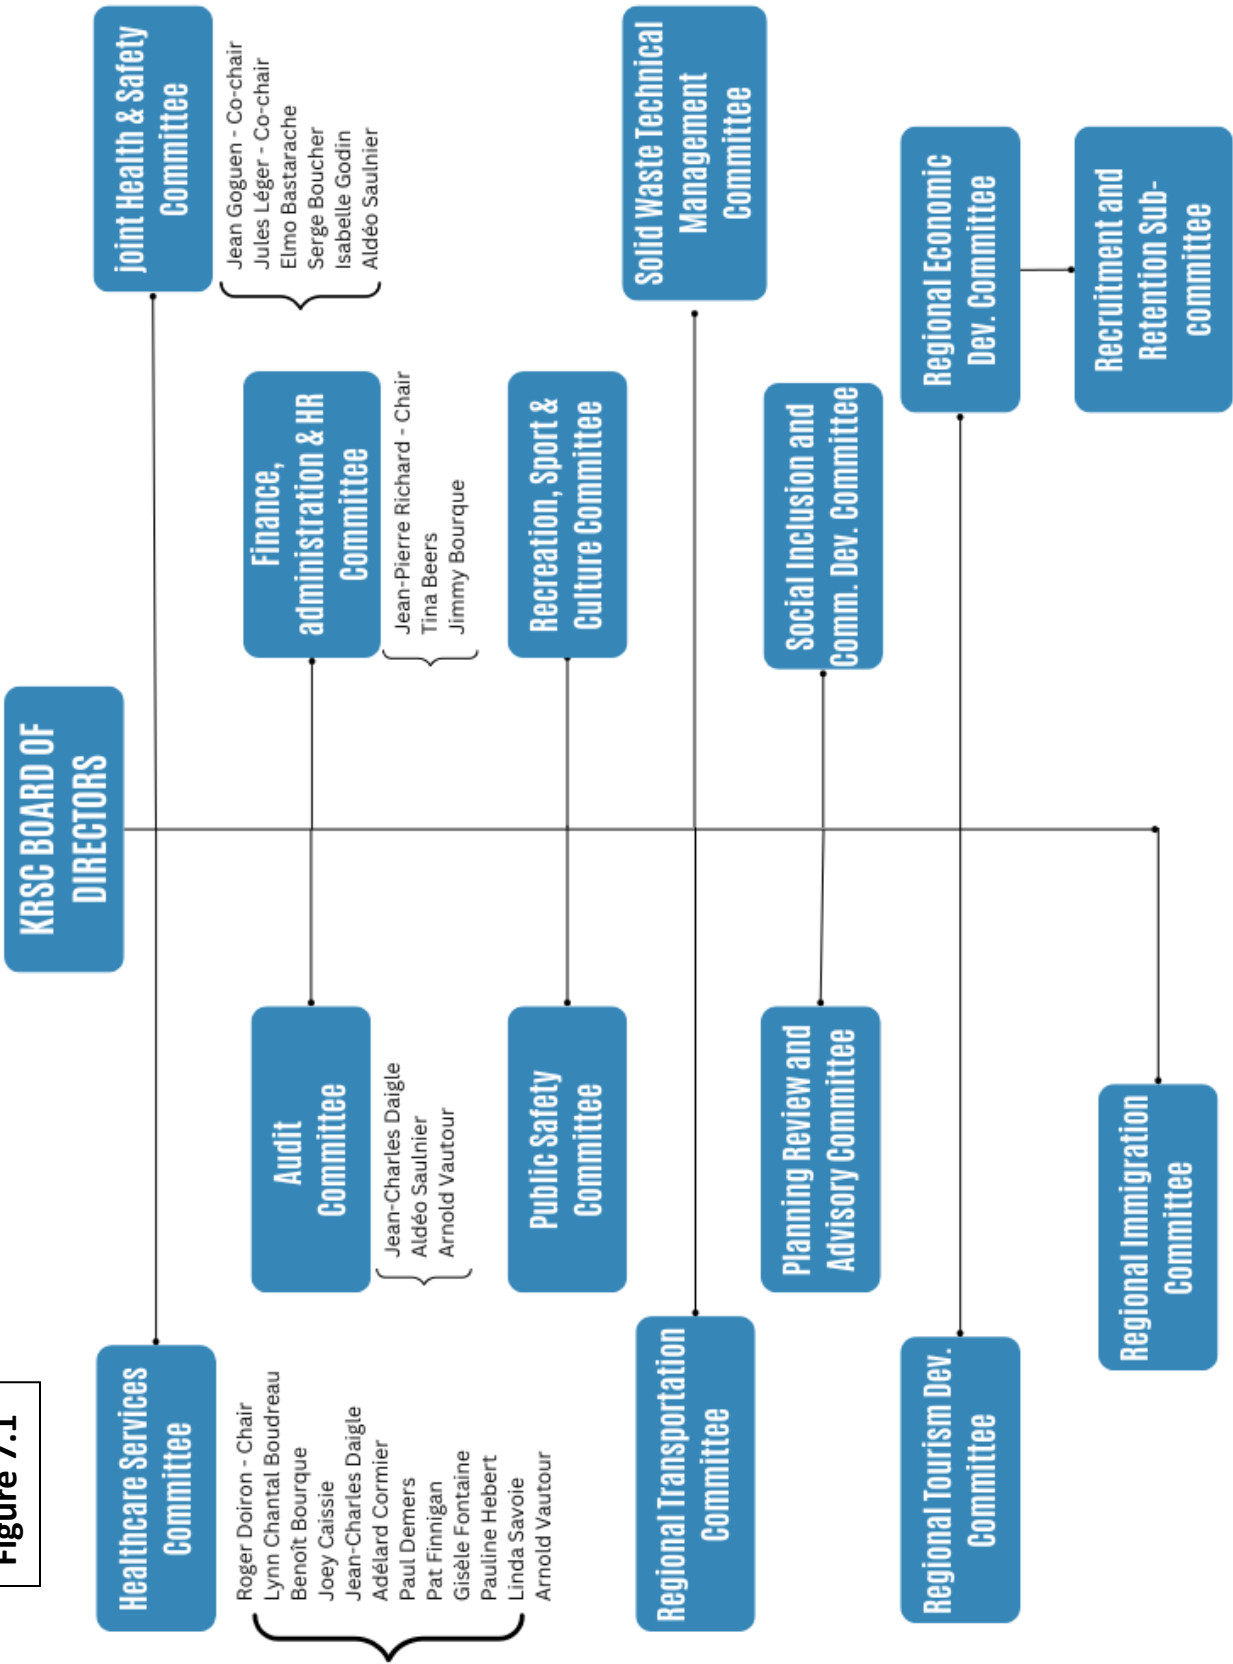 Figure 7.1
KRSC BOARD OF
DIRECTORS
Healthcare Services
Committee
Roger Doiron - Chair
Lynn Chantal Boudreau
Benoît Bourque
Joey Caissie
Jean-Charles Daigle
Adélard Cormier
Paul Demers
Pat Finnigan
Gisèle Fontaine
Pauline Hebert
Linda Savoie
Arnold Vautour
joint Health & Safety
Committee
Jean Goguen - Co-chair
Jules Léger - Co-chair
Elmo Bastarache
Serge Boucher
Isabelle Godin
Aldéo Saulnier
Audit
Committee
Jean-Charles Daigle
Aldéo Saulnier
Arnold Vautour
Finance,
administration & HR
Committee
Jean-Pierre Richard - Chair
Tina Beers
Jimmy Bourque
Public Safety
Committee
Recreation, Sport &
Culture Committee
Regional Transportation
Committee
Solid Waste Technical
Management
Committee
Planning Review and
Advisory Committee
Social Inclusion and
Comm. Dev. Committee
Regional Tourism Dev.
Committee
Regional Economic
Dev. Committee
Recruitment and
Retention Sub-
committee
Regional Immigration
Committee